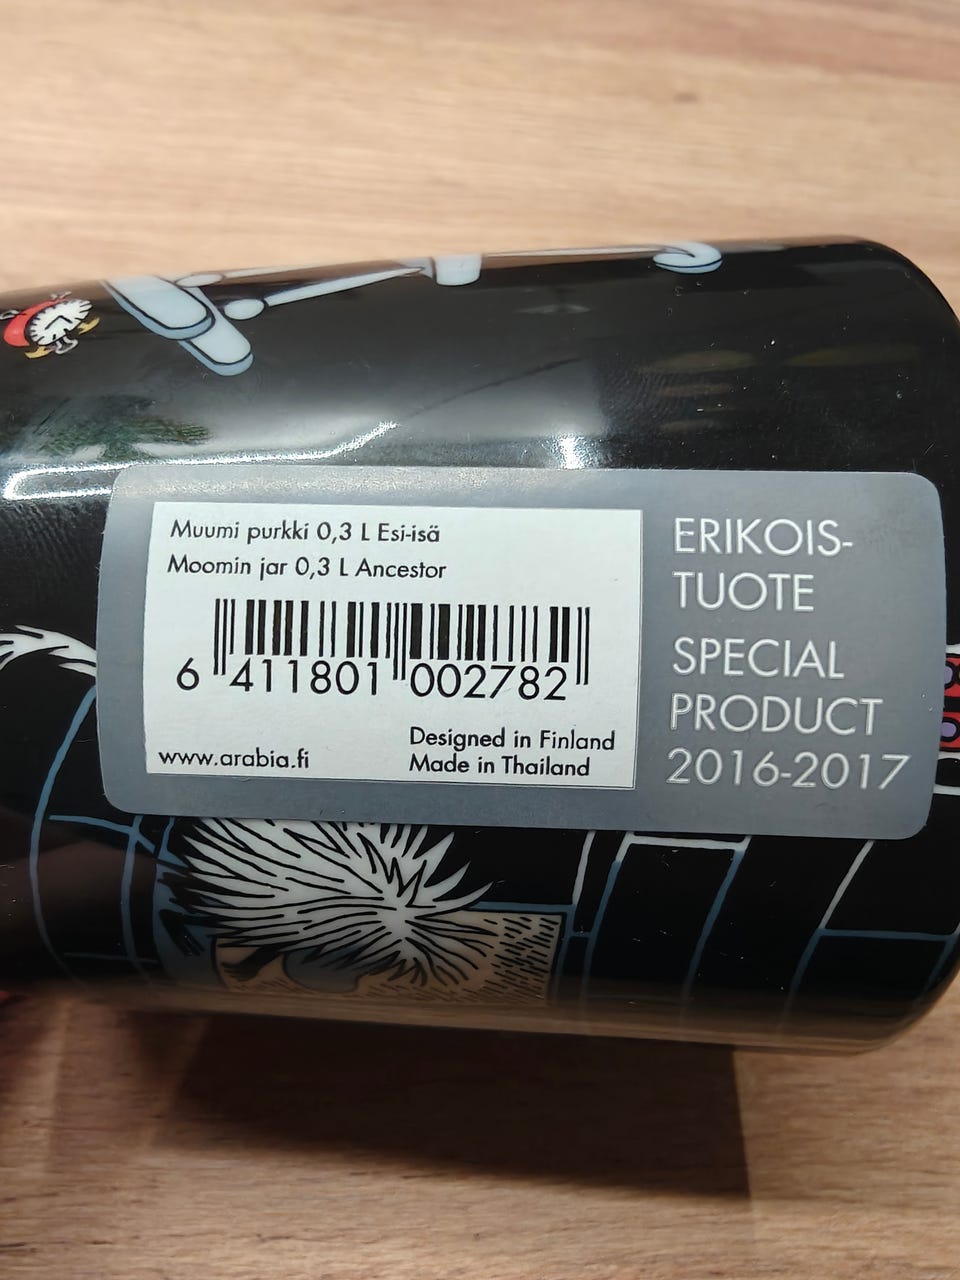 Muumi purkki 0,3 L Esi-isä
Moomin jar 0,3 L Ancestor
6 411801 002782
www.arabia.fi
Designed in Finland
Made in Thailand
ERIKOIS-
TUOTE
SPECIAL
PRODUCT
2016-2017